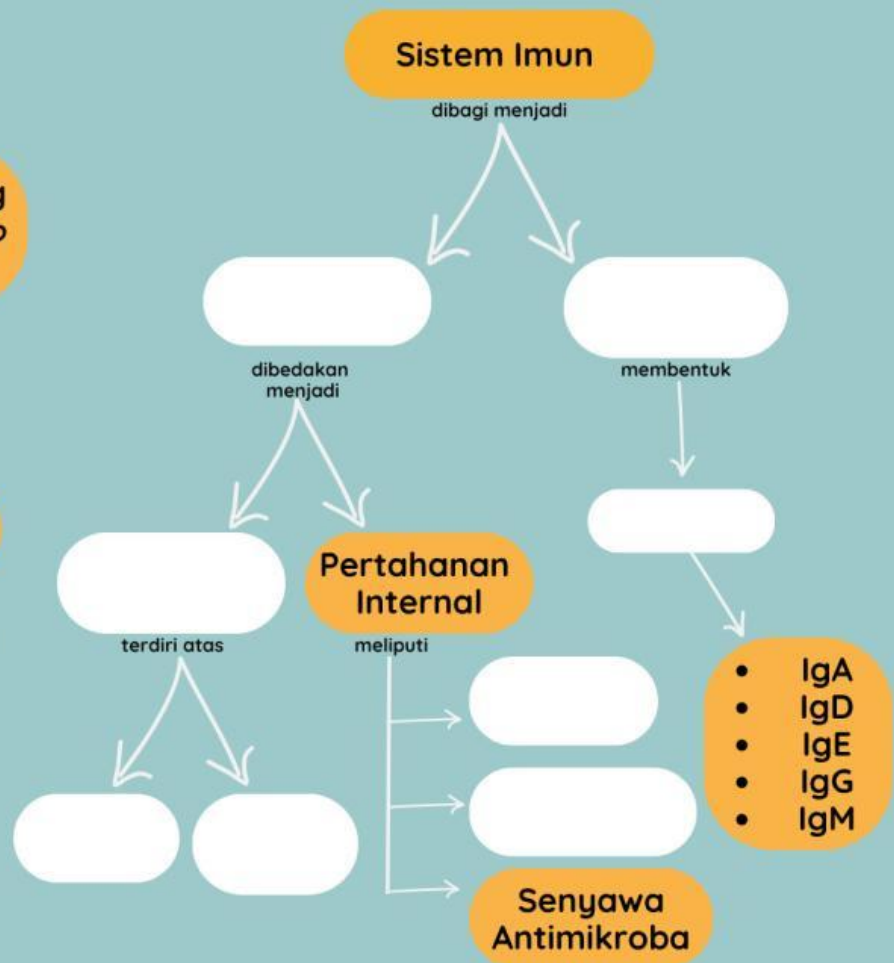 Sistem Imun
dibagi menjadi
dibedakan
menjadi
membentuk
Pertahanan
Internal
terdiri atas
meliputi
• IgA
• IgD
• IgE
• IgG
• IgM
Senyawa
Antimikroba